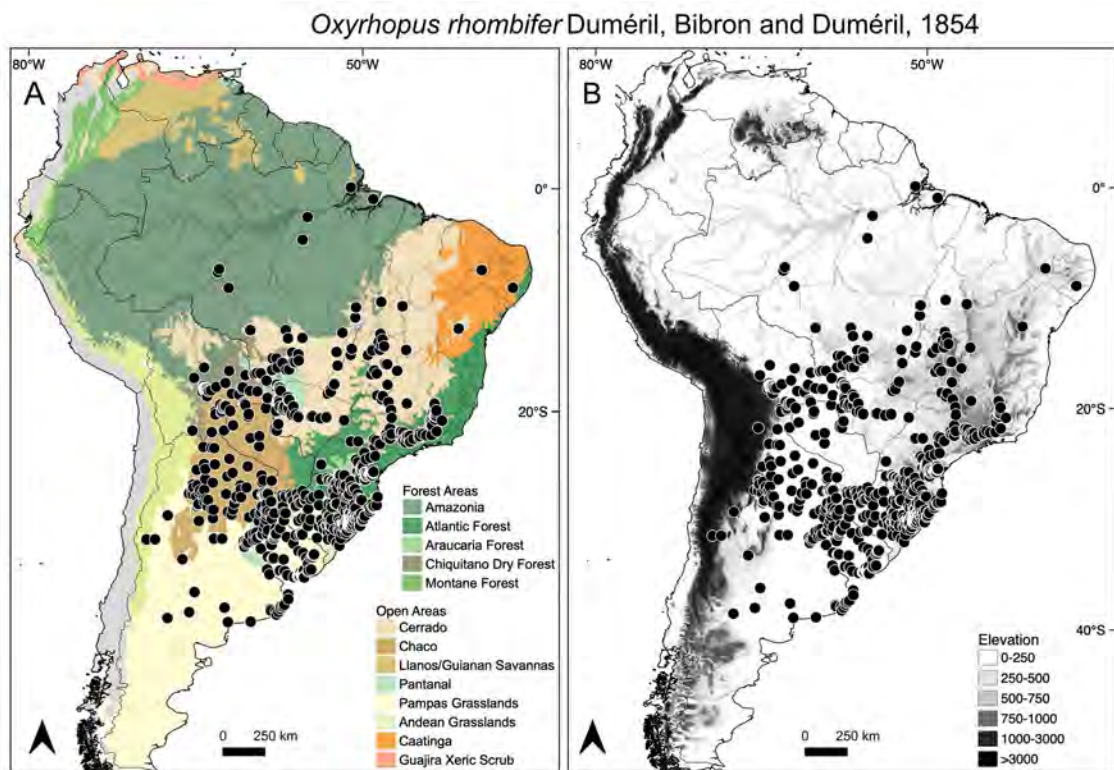 Oxyrhopus rhombifer Duméril, Bibron and Duméril, 1854
80°W
50°W
A
0°
20°S
Forest Areas
Amazonia
Atlantic Forest
Araucaria Forest
Chiquitano Dry Forest
Montane Forest
Open Areas
Cerrado
Chaco
Llanos/Guianan Savannas
Pantanal
Pampas Grasslands
Andean Grasslands
Caatinga
Guajira Xeric Scrub
0 250 km
80°W
50°W
B
0°
20°S
40°S
Elevation
0-250
250-500
500-750
750-1000
1000-3000
>3000
0 250 km